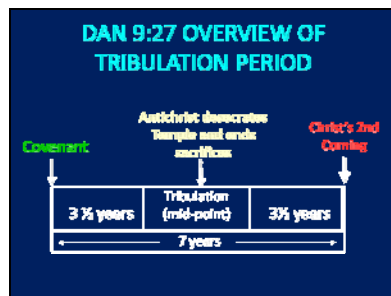 DAN 9:27 OVERVIEW OF
TRIBULATION PERIOD
Antichrist desecrates
Temple and ends
sacrifices
Covenant
Christ's 2nd
Coming
3 ½ years
Tribulation
(mid-point)
3½ years
7 years